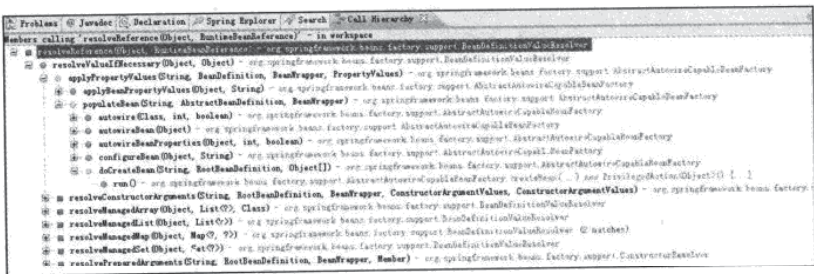 Problems Javadoc Declaration Spring Explorer Search Call Hierarchy
Members calling 'resolveReference(Object, RuntimeBeanReference)' - in workspace
resolveReference(Object, RuntimeBeanReference) - org.springframework.beans.factory.support.BeanDefinitionValueResolver
resolveValueIfNecessary(Object, Object) - org.springframework.beans.factory.support.BeanDefinitionValueResolver
applyPropertyValues(String, BeanDefinition, BeanWrapper, PropertyValues) - org.springframework.beans.factory.support.AbstractAutowireCapableBeanFactory
applyBeanPropertyValues(Object, String) - org.springframework.beans.factory.support.AbstractAutowireCapableBeanFactory
populateBean(String, AbstractBeanDefinition, BeanWrapper) - org.springframework.beans.factory.support.AbstractAutowireCapableBeanFactory
autowire(Class, int, boolean) - org.springframework.beans.factory.support.AbstractAutowireCapableBeanFactory
autowireBean(Object) - org.springframework.beans.factory.support.AbstractAutowireCapableBeanFactory
autowireBeanProperties(Object, int, boolean) - org.springframework.beans.factory.support.AbstractAutowireCapableBeanFactory
configureBean(Object, String) - org.springframework.beans.factory.support.AbstractAutowireCapableBeanFactory
doCreateBean(String, RootBeanDefinition, Object[]) - org.springframework.beans.factory.support.AbstractAutowireCapableBeanFactory
run() - org.springframework.beans.factory.support.AbstractAutowireCapableBeanFactory.createBean(...) new PrivilegedAction<Object>() {...}
resolveConstructorArguments(String, RootBeanDefinition, BeanWrapper, ConstructorArgumentValues, ConstructorArgumentValues) - org.springframework.beans.factory.
resolveManagedArray(Object, List<?>, Class) - org.springframework.beans.factory.support.BeanDefinitionValueResolver
resolveManagedList(Object, List<?>) - org.springframework.beans.factory.support.BeanDefinitionValueResolver
resolveManagedMap(Object, Map<?, ?>) - org.springframework.beans.factory.support.BeanDefinitionValueResolver (2 matches)
resolveManagedSet(Object, Set<?>) - org.springframework.beans.factory.support.BeanDefinitionValueResolver
resolvePreparedArguments(String, RootBeanDefinition, BeanWrapper, Member) - org.springframework.beans.factory.support.ConstructorResolver